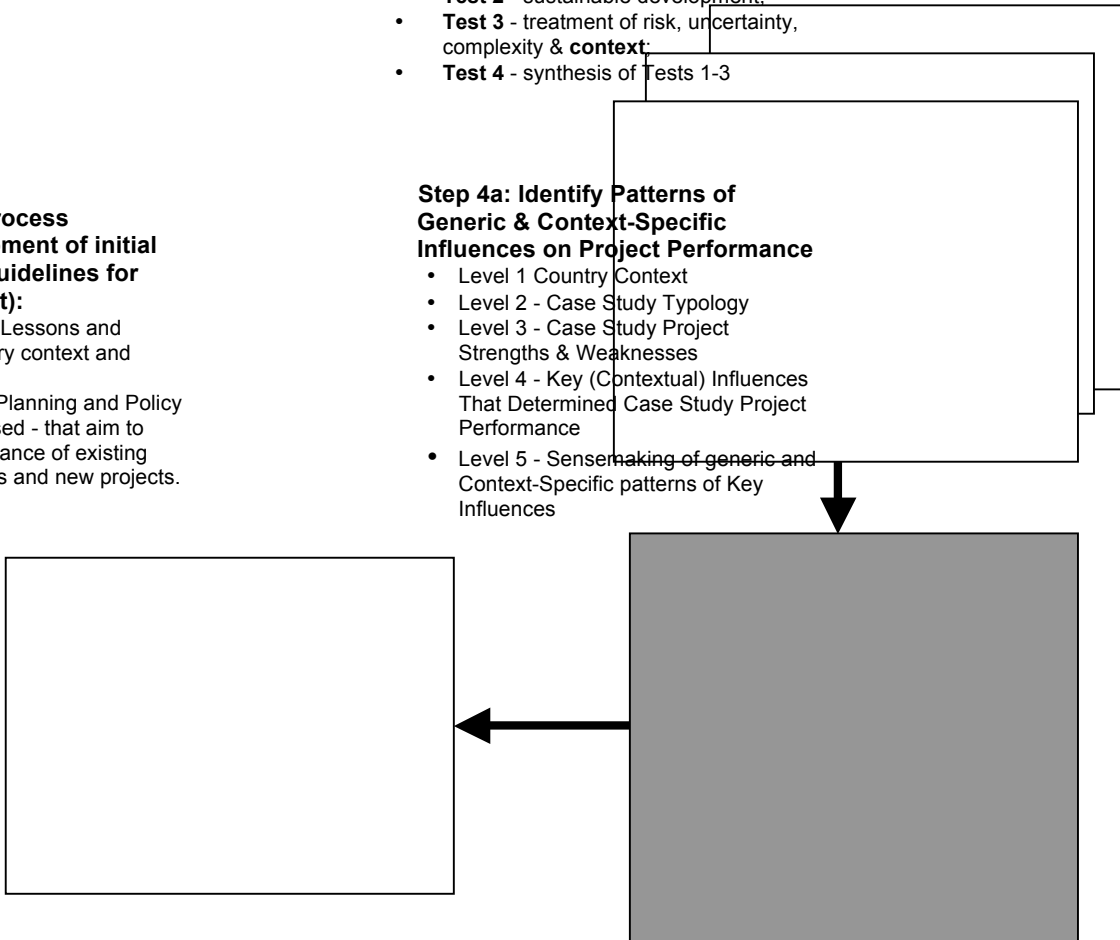 Test 2 - sustainable development;
• Test 3 - treatment of risk, uncertainty,
complexity & context;
• Test 4 - synthesis of Tests 1-3
Step 4a: Identify Patterns of
Generic & Context-Specific
Influences on Project Performance
• Level 1 Country Context
• Level 2 - Case Study Typology
• Level 3 - Case Study Project
Strengths & Weaknesses
• Level 4 - Key (Contextual) Influences
That Determined Case Study Project
Performance
• Level 5 - Sensemaking of generic and
Context-Specific patterns of Key
Influences
rocess
ment of initial
uidelines for
t):
Lessons and
ry context and
Planning and Policy
sed - that aim to
ance of existing
s and new projects.